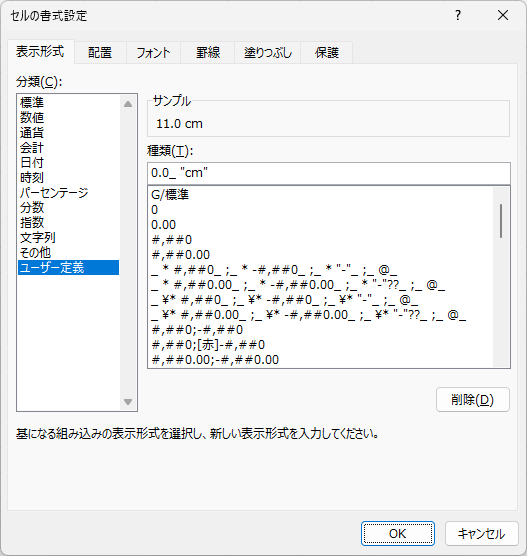 セルの書式設定
? ×
表示形式 配置 フォント 罫線 塗りつぶし 保護
分類(C):
標準
数値
通貨
会計
日付
時刻
パーセンテージ
分数
指数
文字列
その他
ユーザー定義
サンプル
11.0 cm
種類(T):
0.0_ "cm"
G/標準
0
0.00
#,##0
#,##0.00
_ * #,##0_ ;_ * -#,##0_ ;_ * "-"_ ;_ @_
_ * #,##0.00_ ;_ * -#,##0.00_ ;_ * "-"??_ ;_ @_
_ ¥* #,##0_ ;_ ¥* -#,##0_ ;_ ¥* "-"_ ;_ @_
_ ¥* #,##0.00_ ;_ ¥* -#,##0.00_ ;_ ¥* "-"??_ ;_ @_
#,##0;-#,##0
#,##0;[赤]-#,##0
#,##0.00;-#,##0.00
削除(D)
基になる組み込みの表示形式を選択し、新しい表示形式を入力してください。
OK キャンセル